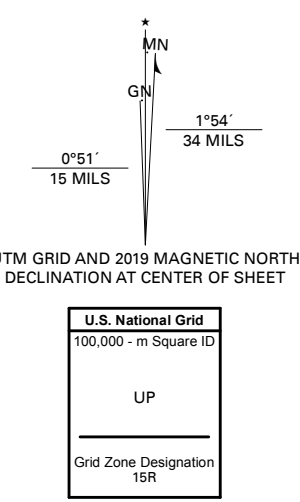 ★
MN
GN
1°54´
34 MILS
0°51´
15 MILS
UTM GRID AND 2019 MAGNETIC NORTH
DECLINATION AT CENTER OF SHEET
U.S. National Grid
100,000 - m Square ID
UP
Grid Zone Designation
15R